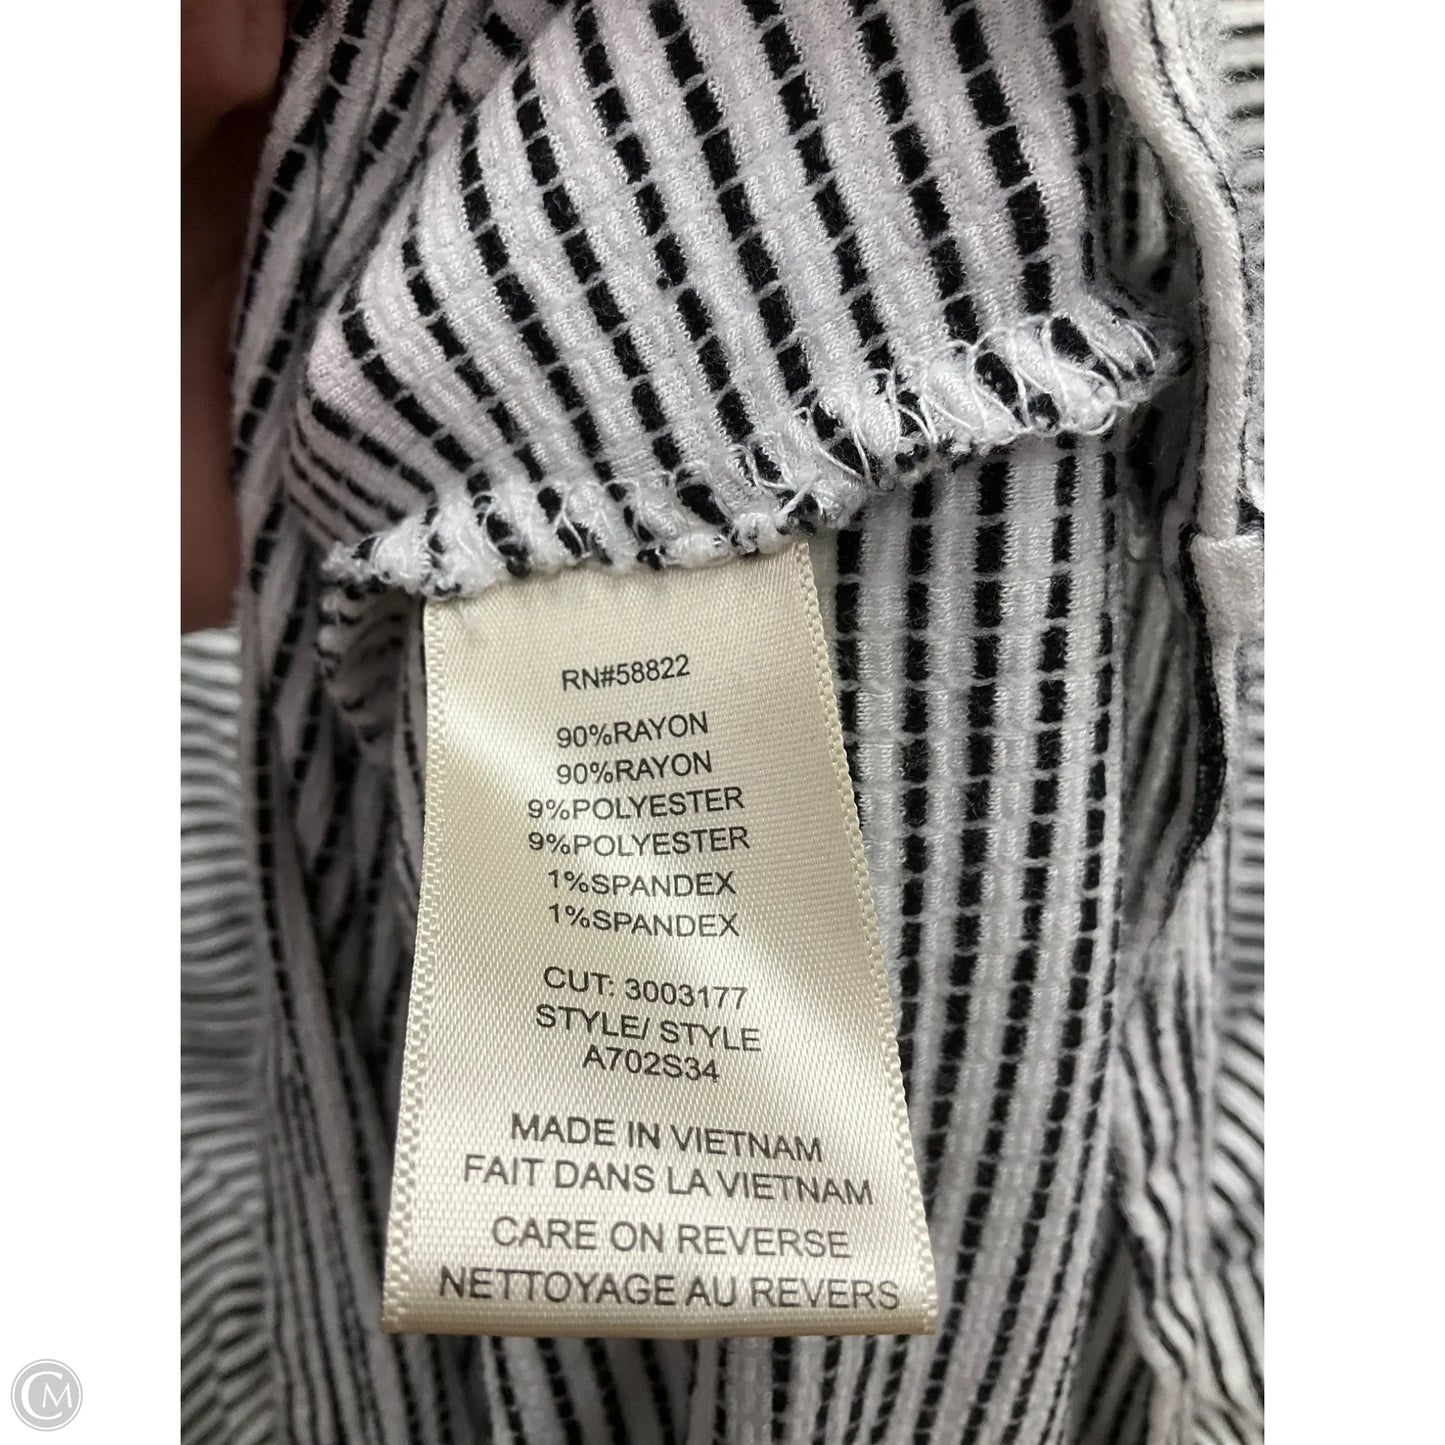 RN#58822
90%RAYON
90%RAYON
9%POLYESTER
9%POLYESTER
1%SPANDEX
1%SPANDEX
CUT: 3003177
STYLE/ STYLE
A702S34
MADE IN VIETNAM
FAIT DANS LA VIETNAM
CARE ON REVERSE
NETTOYAGE AU REVERS
CM